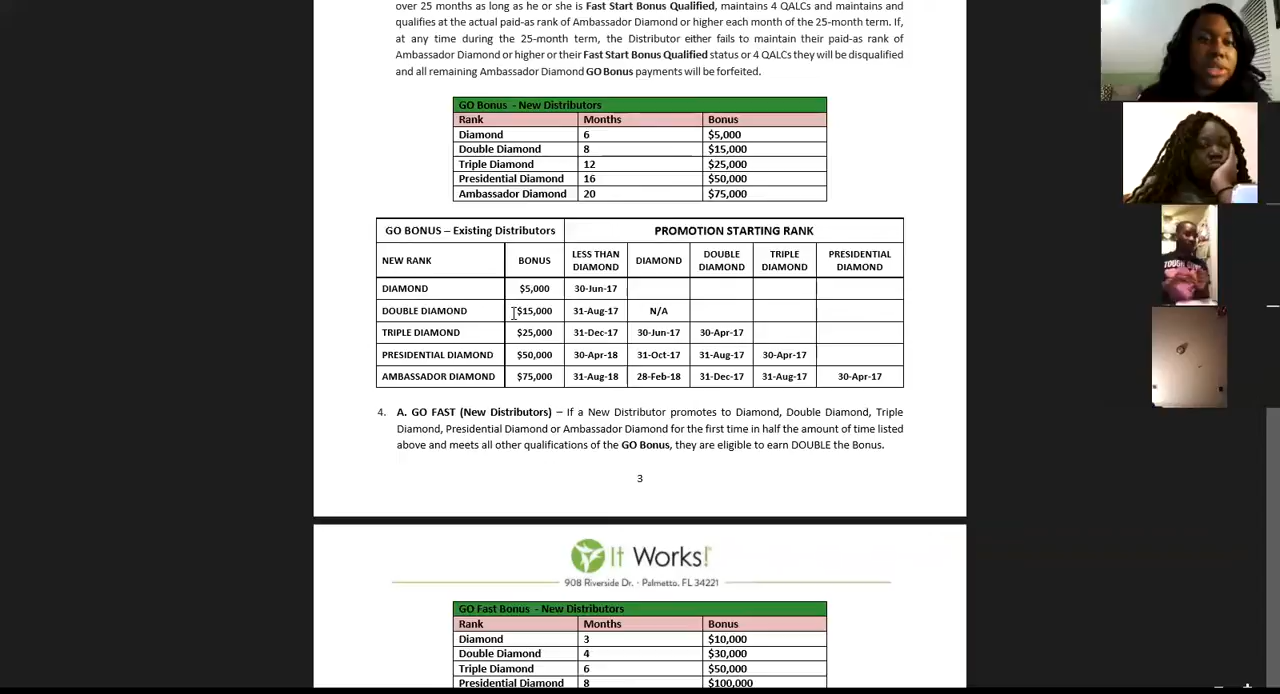 over 25 months as long as he or she is Fast Start Bonus Qualified, maintains 4 QALCs and maintains and
qualifies at the actual paid-as rank of Ambassador Diamond or higher each month of the 25-month term. If,
at any time during the 25-month term, the Distributor either fails to maintain their paid-as rank of
Ambassador Diamond or higher or their Fast Start Bonus Qualified status or 4 QALCs they will be disqualified
and all remaining Ambassador Diamond GO Bonus payments will be forfeited.
GO Bonus - New Distributors
Rank Months Bonus
Diamond 6 $5,000
Double Diamond 8 $15,000
Triple Diamond 12 $25,000
Presidential Diamond 16 $50,000
Ambassador Diamond 20 $75,000
GO BONUS – Existing Distributors PROMOTION STARTING RANK
NEW RANK BONUS LESS THAN DIAMOND DIAMOND DOUBLE DIAMOND TRIPLE DIAMOND PRESIDENTIAL DIAMOND
DIAMOND $5,000 30-Jun-17
DOUBLE DIAMOND $15,000 31-Aug-17 N/A
TRIPLE DIAMOND $25,000 31-Dec-17 30-Jun-17 30-Apr-17
PRESIDENTIAL DIAMOND $50,000 30-Apr-18 31-Oct-17 31-Aug-17 30-Apr-17
AMBASSADOR DIAMOND $75,000 31-Aug-18 28-Feb-18 31-Dec-17 31-Aug-17 30-Apr-17
4. A. GO FAST (New Distributors) – If a New Distributor promotes to Diamond, Double Diamond, Triple
Diamond, Presidential Diamond or Ambassador Diamond for the first time in half the amount of time listed
above and meets all other qualifications of the GO Bonus, they are eligible to earn DOUBLE the Bonus.
3
It Works!
908 Riverside Dr. · Palmetto, FL 34221
GO Fast Bonus - New Distributors
Rank Months Bonus
Diamond 3 $10,000
Double Diamond 4 $30,000
Triple Diamond 6 $50,000
Presidential Diamond 8 $100,000